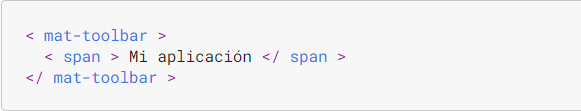 < mat-toolbar >
< span > Mi aplicación </ span >
</ mat-toolbar >